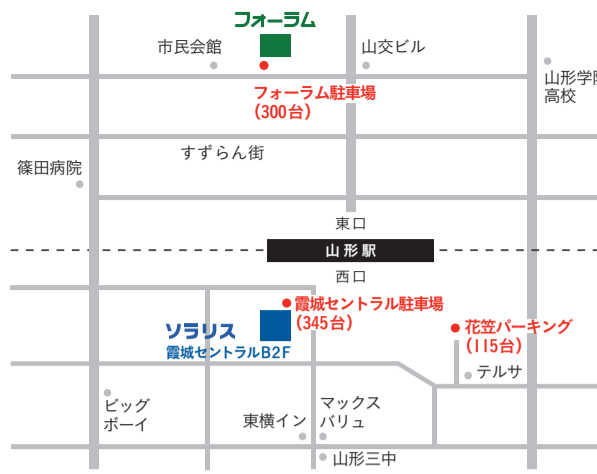 フォーラム
市民会館
山交ビル
フォーラム駐車場
(300台)
山形学院
高校
すずらん街
篠田病院
東口
山形駅
西口
霞城セントラル駐車場
(345台)
ソラリス
霞城セントラルB2F
花笠パーキング
(115台)
テルサ
ビッグ
ボーイ
東横イン
マックス
バリュ
山形三中